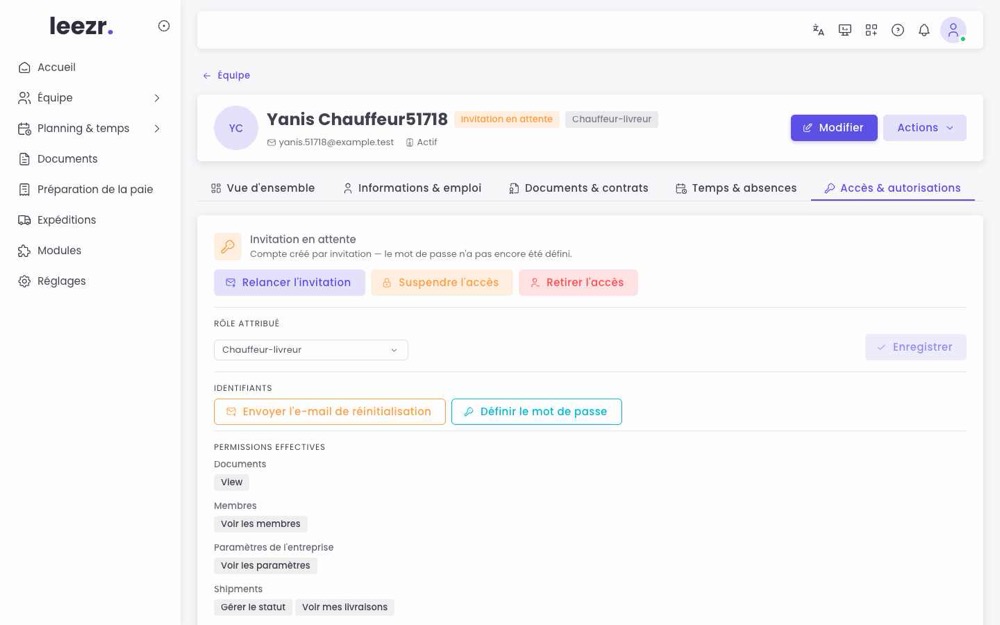 leezr.
Accueil
Équipe
Planning & temps
Documents
Préparation de la paie
Expéditions
Modules
Réglages
Équipe
YC
Yanis Chauffeur51718
Invitation en attente
Chauffeur-livreur
yanis.51718@example.test
Actif
Modifier
Actions
Vue d'ensemble
Informations & emploi
Documents & contrats
Temps & absences
Accès & autorisations
Invitation en attente
Compte créé par invitation — le mot de passe n'a pas encore été défini.
Relancer l'invitation
Suspendre l'accès
Retirer l'accès
RÔLE ATTRIBUÉ
Chauffeur-livreur
Enregistrer
IDENTIFIANTS
Envoyer l'e-mail de réinitialisation
Définir le mot de passe
PERMISSIONS EFFECTIVES
Documents
View
Membres
Voir les membres
Paramètres de l'entreprise
Voir les paramètres
Shipments
Gérer le statut
Voir mes livraisons